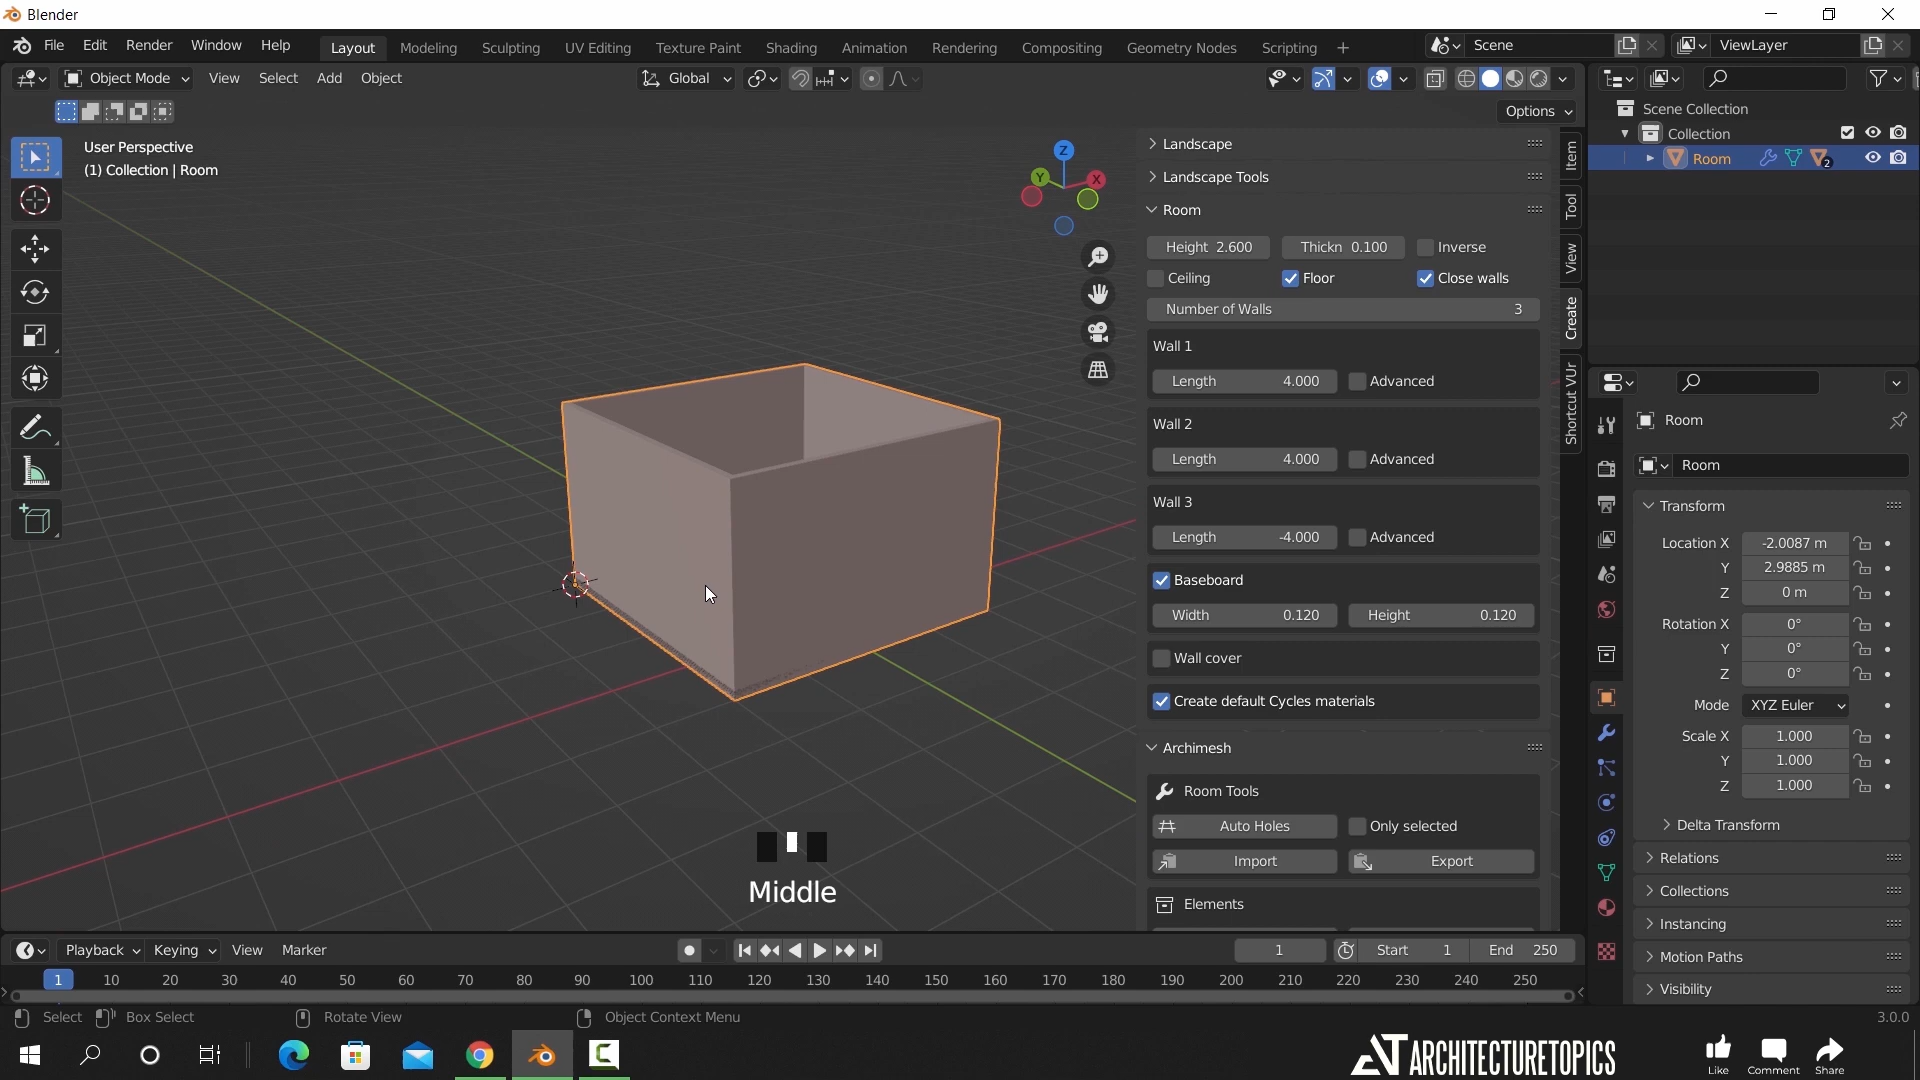 Blender
File Edit Render Window Help Layout Modeling Sculpting UV Editing Texture Paint Shading Animation Rendering Compositing Geometry Nodes Scripting + Scene ViewLayer
Object Mode View Select Add Object Global
Options
User Perspective
(1) Collection | Room
Z
Y
X
Landscape
Landscape Tools
Room
Height 2.600 Thickn 0.100 Inverse
Ceiling Floor Close walls
Number of Walls 3
Wall 1
Length 4.000 Advanced
Wall 2
Length 4.000 Advanced
Wall 3
Length -4.000 Advanced
Baseboard
Width 0.120 Height 0.120
Wall cover
Create default Cycles materials
Archimesh
Room Tools
Auto Holes Only selected
Import Export
Elements
Item
Tool
View
Create
Shortcut VUr
Scene Collection
Collection
Room 2
Room
Room
Transform
Location X -2.0087 m
Y 2.9885 m
Z 0 m
Rotation X 0°
Y 0°
Z 0°
Mode XYZ Euler
Scale X 1.000
Y 1.000
Z 1.000
Delta Transform
Relations
Collections
Instancing
Motion Paths
Visibility
Middle
Playback Keying View Marker 1 Start 1 End 250
1 10 20 30 40 50 60 70 80 90 100 110 120 130 140 150 160 170 180 190 200 210 220 230 240 250
Select Box Select Rotate View Object Context Menu 3.0.0
ARCHITECTURETOPICS
Like Comment Share